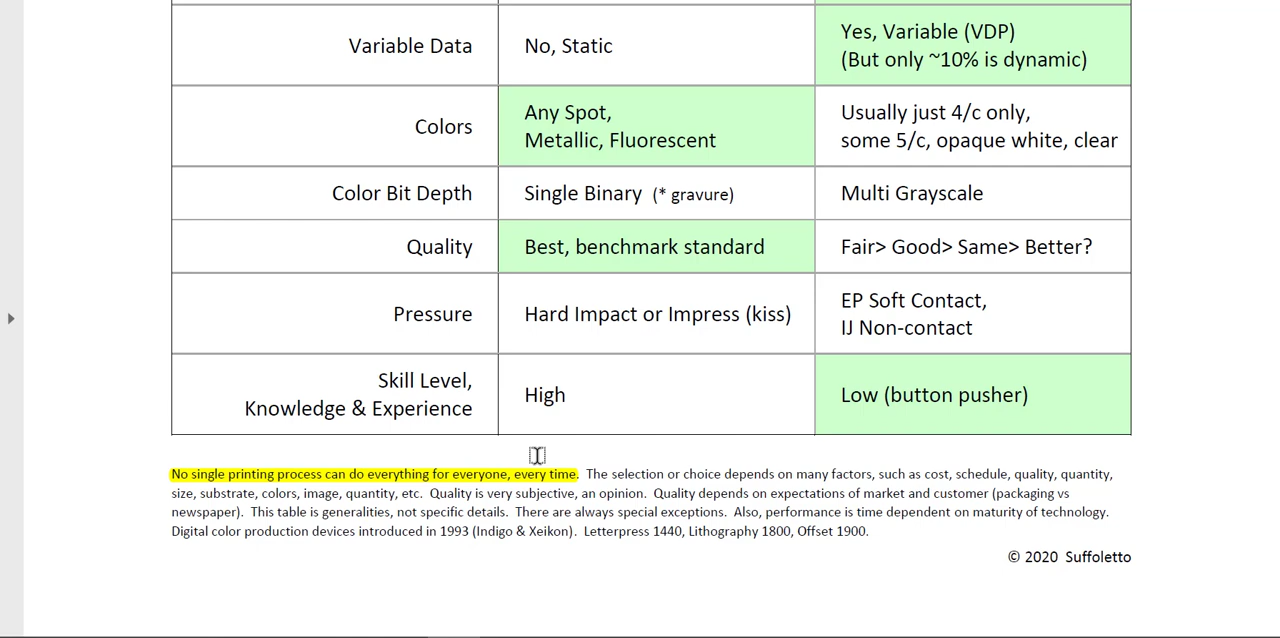 Variable Data
No, Static
Yes, Variable (VDP)
(But only ~10% is dynamic)
Colors
Any Spot,
Metallic, Fluorescent
Usually just 4/c only,
some 5/c, opaque white, clear
Color Bit Depth
Single Binary (* gravure)
Multi Grayscale
Quality
Best, benchmark standard
Fair> Good> Same> Better?
Pressure
Hard Impact or Impress (kiss)
EP Soft Contact,
IJ Non-contact
Skill Level,
Knowledge & Experience
High
Low (button pusher)
No single printing process can do everything for everyone, every time. The selection or choice depends on many factors, such as cost, schedule, quality, quantity,
size, substrate, colors, image, quantity, etc. Quality is very subjective, an opinion. Quality depends on expectations of market and customer (packaging vs
newspaper). This table is generalities, not specific details. There are always special exceptions. Also, performance is time dependent on maturity of technology.
Digital color production devices introduced in 1993 (Indigo & Xeikon). Letterpress 1440, Lithography 1800, Offset 1900.
© 2020 Suffoletto